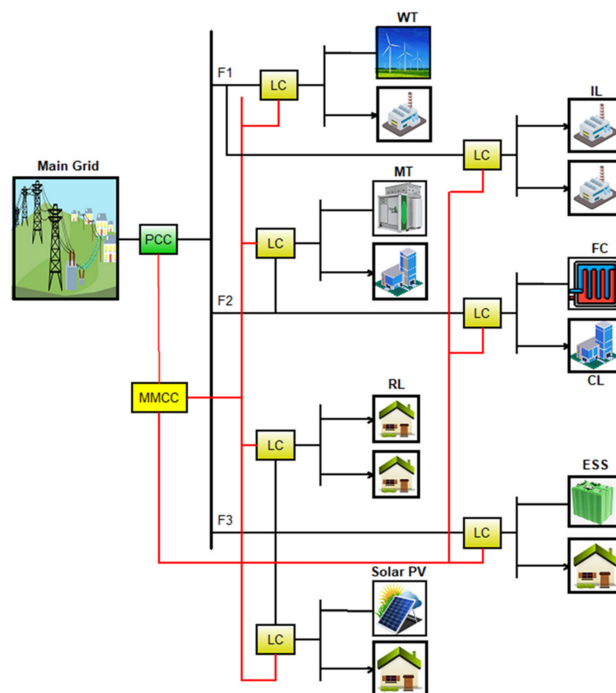 WT
F1
LC
IL
LC
Main Grid
PCC
MT
LC
FC
F2
LC
CL
MMCC
RL
LC
ESS
F3
LC
Solar PV
LC